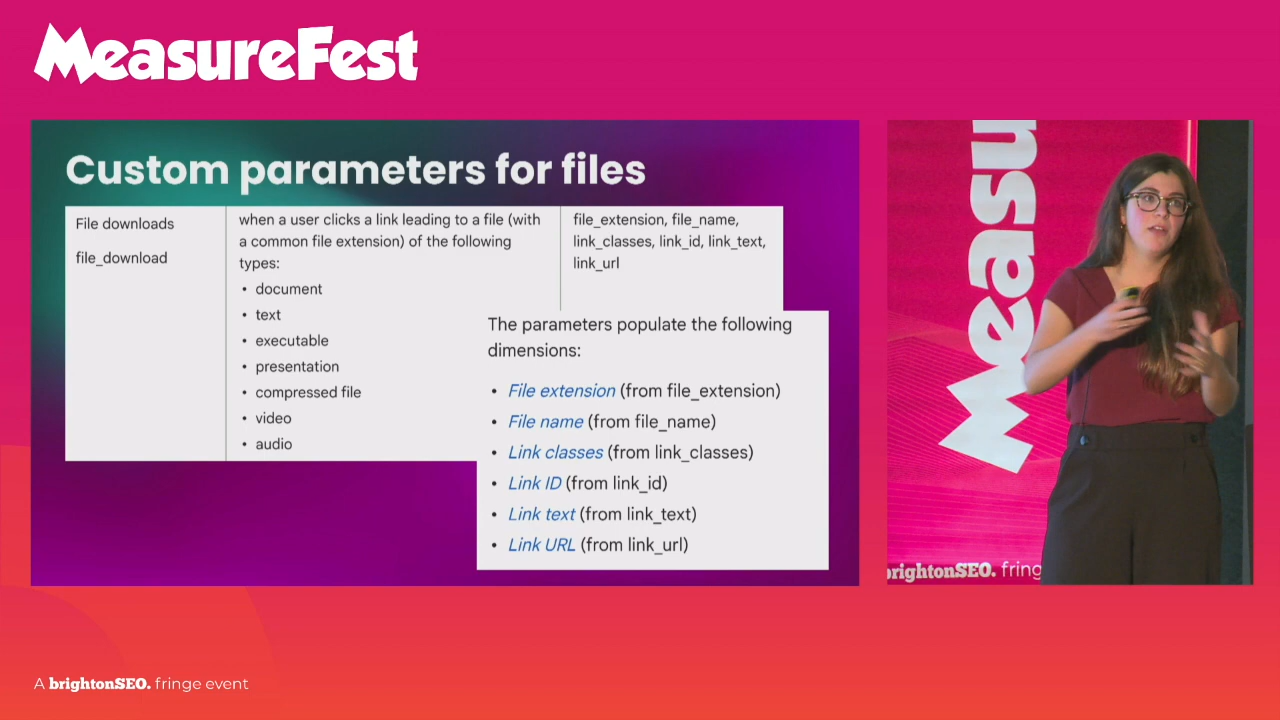 MeasureFest
Custom parameters for files
File downloads
file_download
when a user clicks a link leading to a file (with
a common file extension) of the following
types:
• document
• text
• executable
• presentation
• compressed file
• video
• audio
file_extension, file_name,
link_classes, link_id, link_text,
link_url
The parameters populate the following
dimensions:
• File extension (from file_extension)
• File name (from file_name)
• Link classes (from link_classes)
• Link ID (from link_id)
• Link text (from link_text)
• Link URL (from link_url)
Measu
brightonSEO. fring
A brightonSEO. fringe event